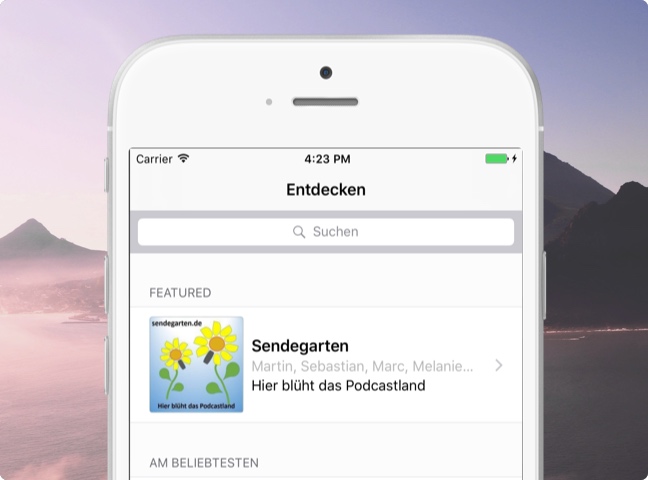 Carrier
4:23 PM
Entdecken
Suchen
FEATURED
sendegarten.de
Hier blüht das Podcastland
Sendegarten
Martin, Sebastian, Marc, Melanie...
Hier blüht das Podcastland
AM BELIEBTESTEN